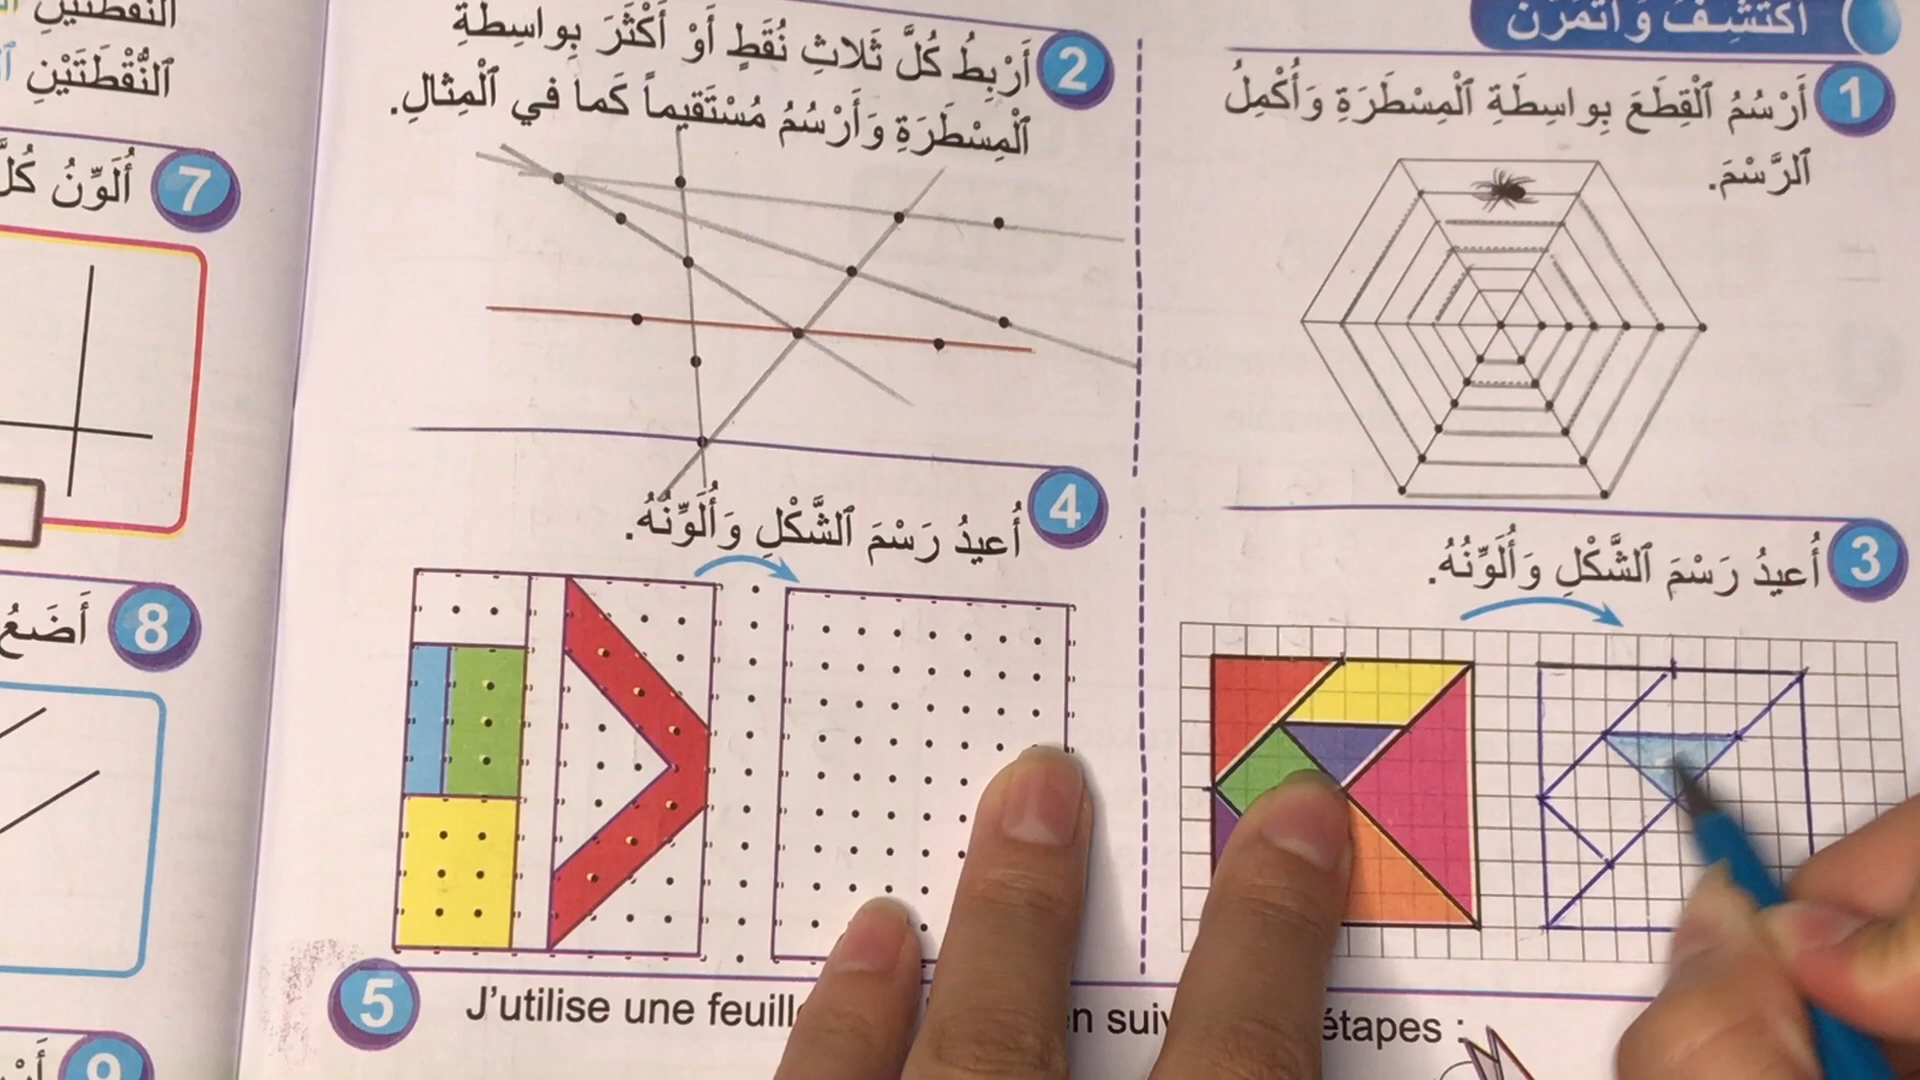 أَكْتَشِفُ وَأَتَمَرَّنُ
1 أَرْسُمُ ٱلْقِطَعَ بِواسِطَةِ ٱلْمِسْطَرَةِ وَأُكْمِلُ
ٱلرَّسْمَ.
2 أَرْبِطُ كُلَّ ثَلاثِ نُقَطٍ أَوْ أَكْثَرَ بِواسِطَةِ
ٱلْمِسْطَرَةِ وَأَرْسُمُ مُسْتَقيماً كَما في ٱلْمِثالِ.
3 أُعيدُ رَسْمَ ٱلشَّكْلِ وَأُلَوِّنُهُ.
4 أُعيدُ رَسْمَ ٱلشَّكْلِ وَأُلَوِّنُهُ.
5 J’utilise une étapes :
ٱلنُّقْطَتَيْنِ
7 أُلَوِّنُ كُلَّ
8 أَضَعُ
9